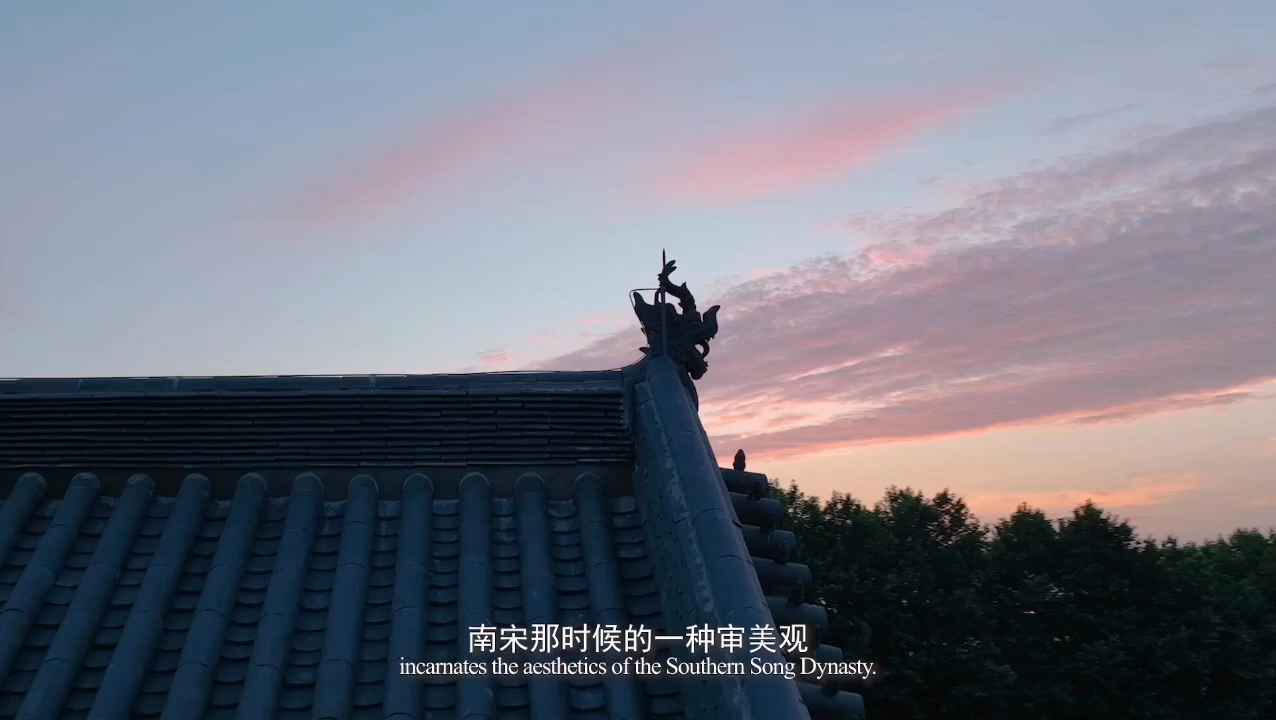 南宋那时候的一种审美观
incarnates the aesthetics of the Southern Song Dynasty.